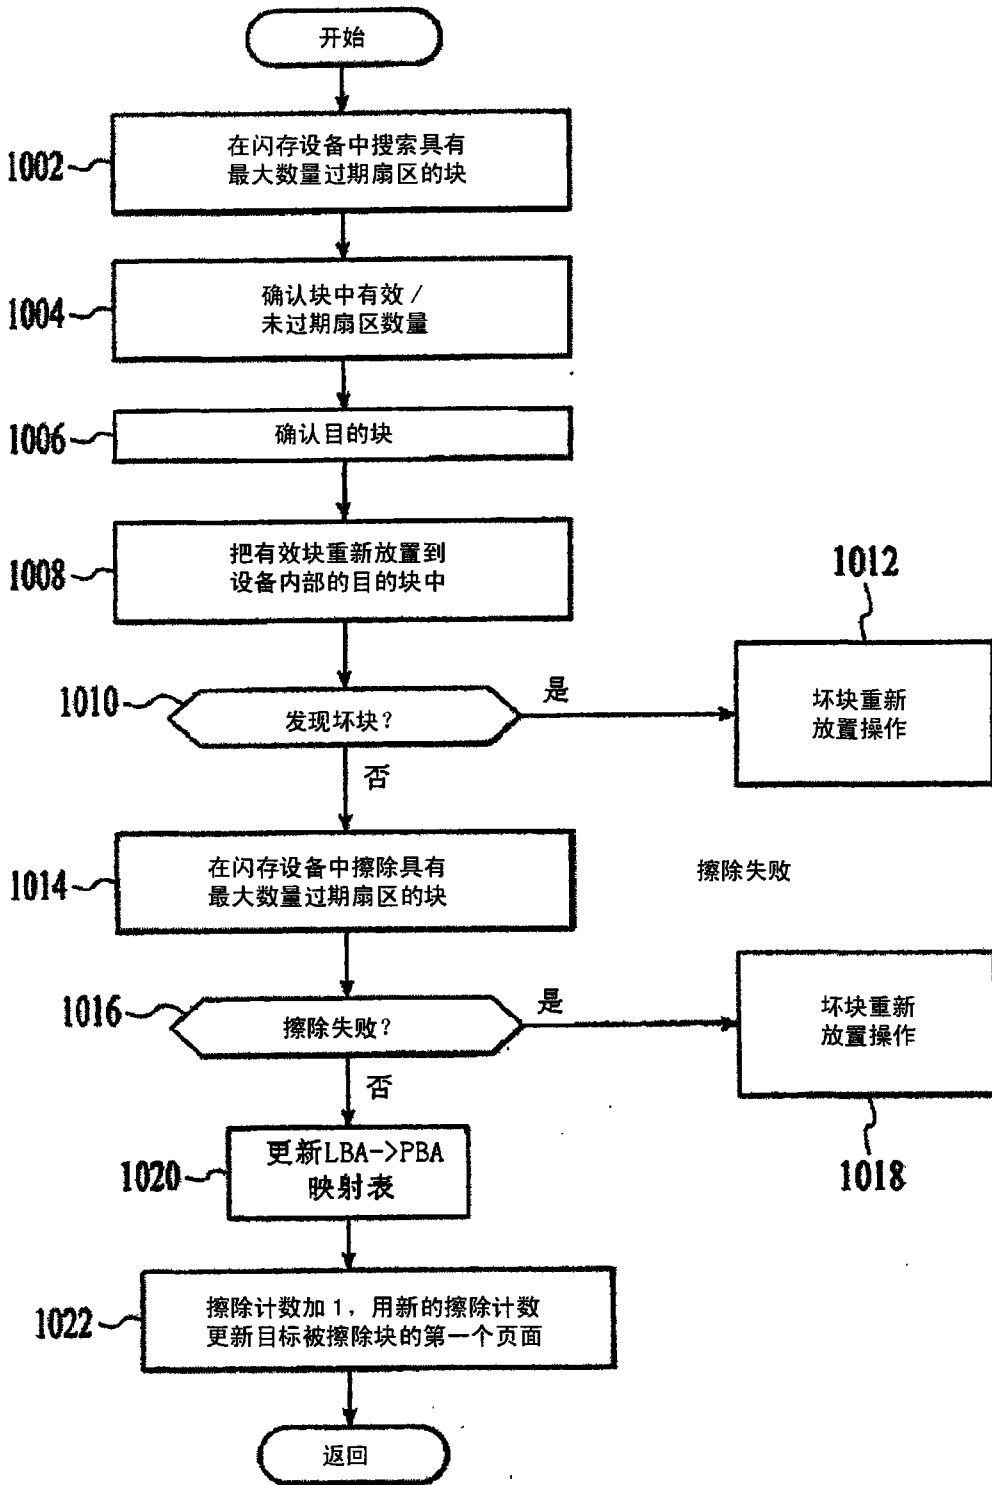 开始
1002
在闪存设备中搜索具有
最大数量过期扇区的块
1004
确认块中有效/
未过期扇区数量
1006
确认目的块
1008
把有效块重新放置到
设备内部的目的块中
1012
坏块重新
放置操作
1010
发现坏块?
是
否
1014
在闪存设备中擦除具有
最大数量过期扇区的块
擦除失败
1016
擦除失败?
是
坏块重新
放置操作
1018
否
1020
更新LBA->PBA
映射表
1022
擦除计数加1, 用新的擦除计数
更新目标被擦除块的第一个页面
返回